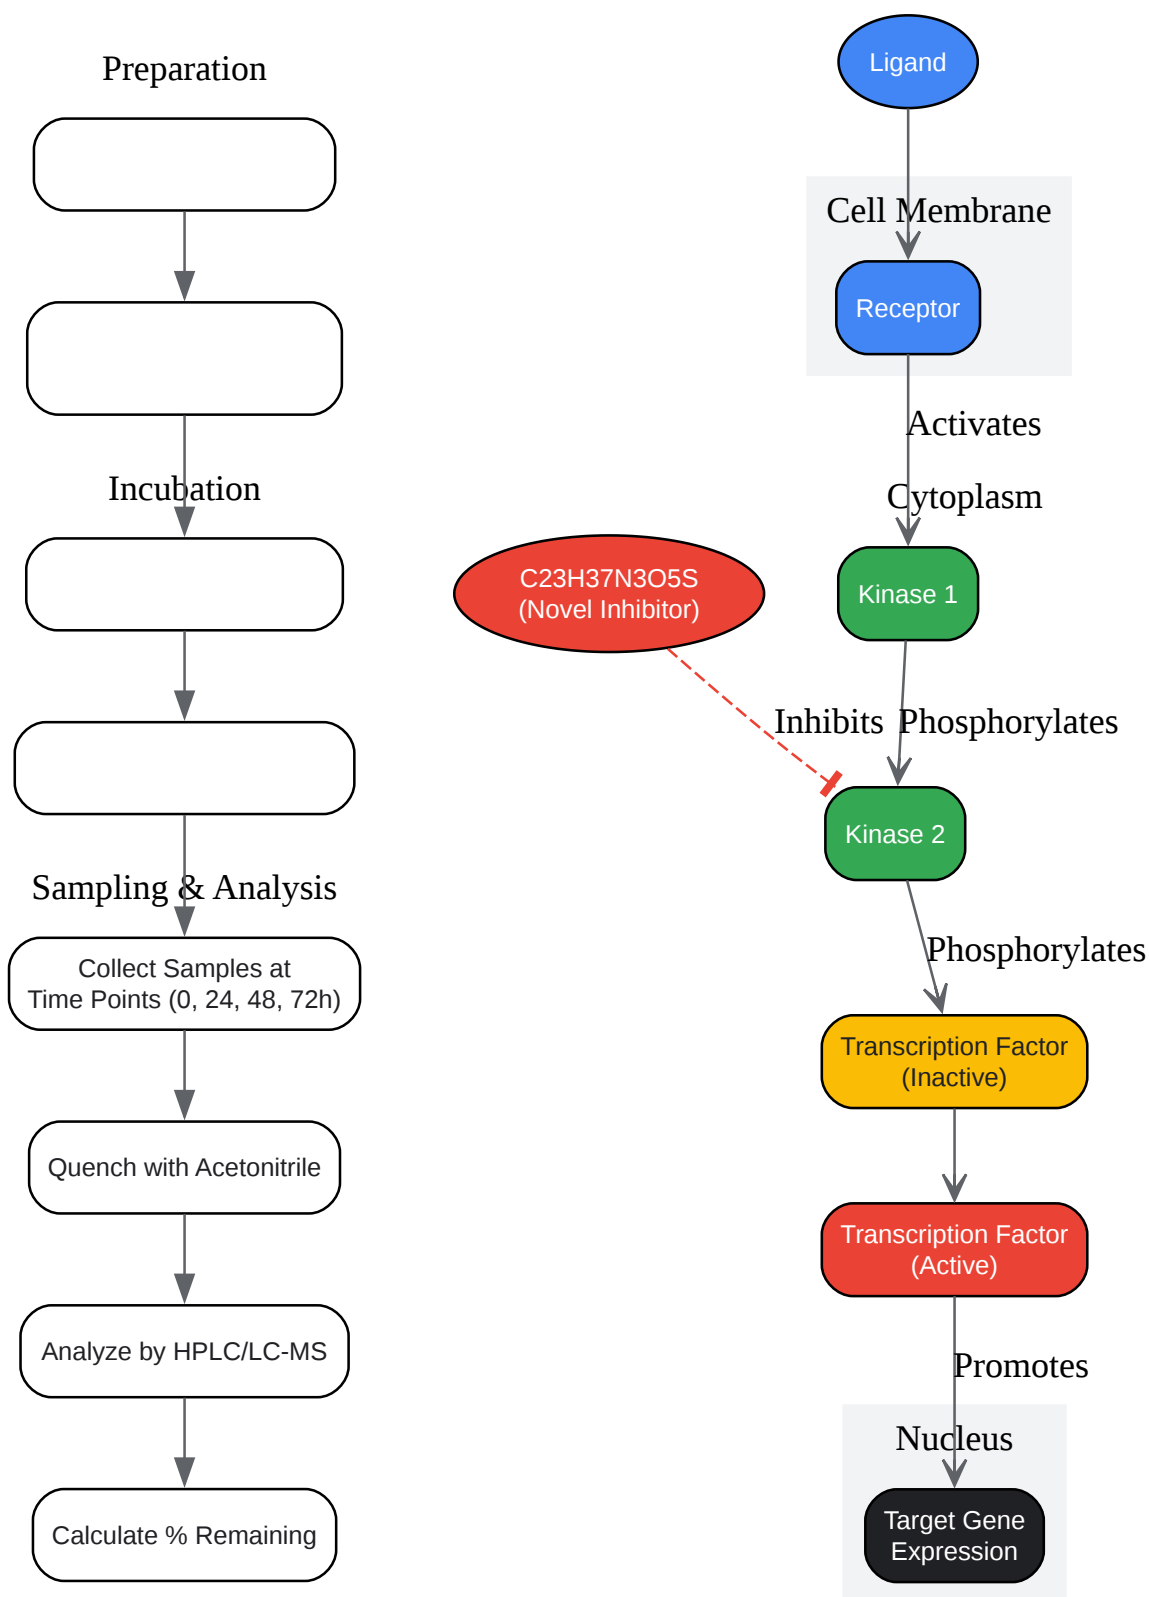 Preparation
Incubation
Sampling & Analysis
Collect Samples at
Time Points (0, 24, 48, 72h)
Quench with Acetonitrile
Analyze by HPLC/LC-MS
Calculate % Remaining
Ligand
Cell Membrane
Receptor
Activates
Cytoplasm
Kinase 1
C23H37N3O5S
(Novel Inhibitor)
Inhibits
Phosphorylates
Kinase 2
Phosphorylates
Transcription Factor
(Inactive)
Transcription Factor
(Active)
Promotes
Nucleus
Target Gene
Expression